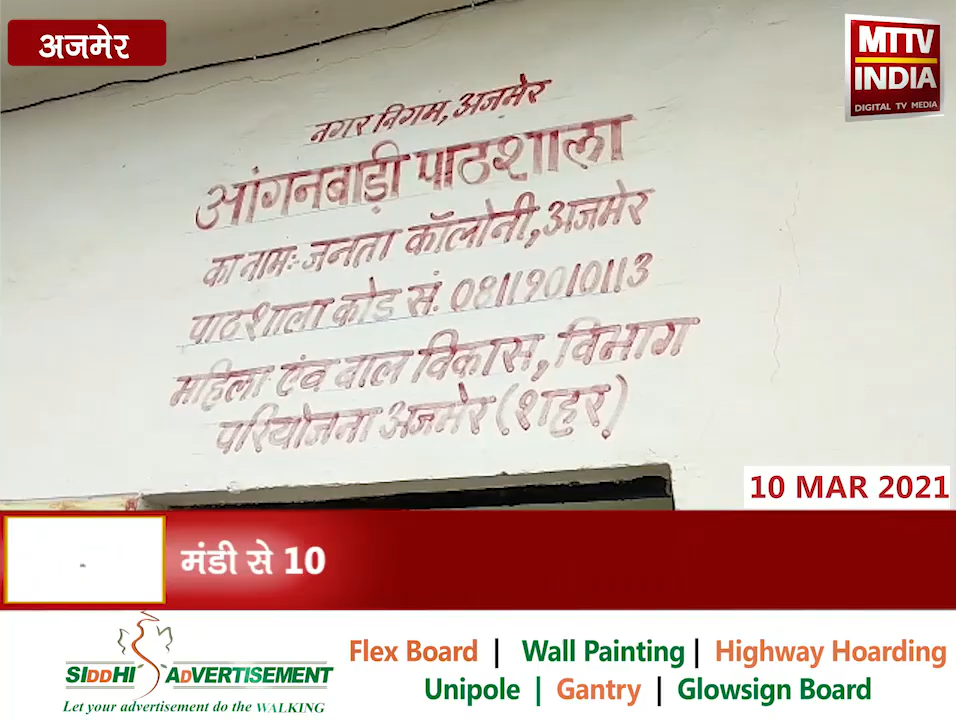 अजमेर
MTTV
INDIA
DIGITAL TV MEDIA
नगर निगम, अजमेर
आंगनबाड़ी पाठशाला
का नामः- जनता कॉलोनी, अजमेर
पाठशाला कोड सं. 08119010113
महिला एंव बाल विकास, विभाग
परियोजना अजमेर (शहर)
10 MAR 2021
-
मंडी से 10
SIDDHI ADVERTISEMENT
Let your advertisement do the WALKING
Flex Board | Wall Painting | Highway Hoarding
Unipole | Gantry | Glowsign Board